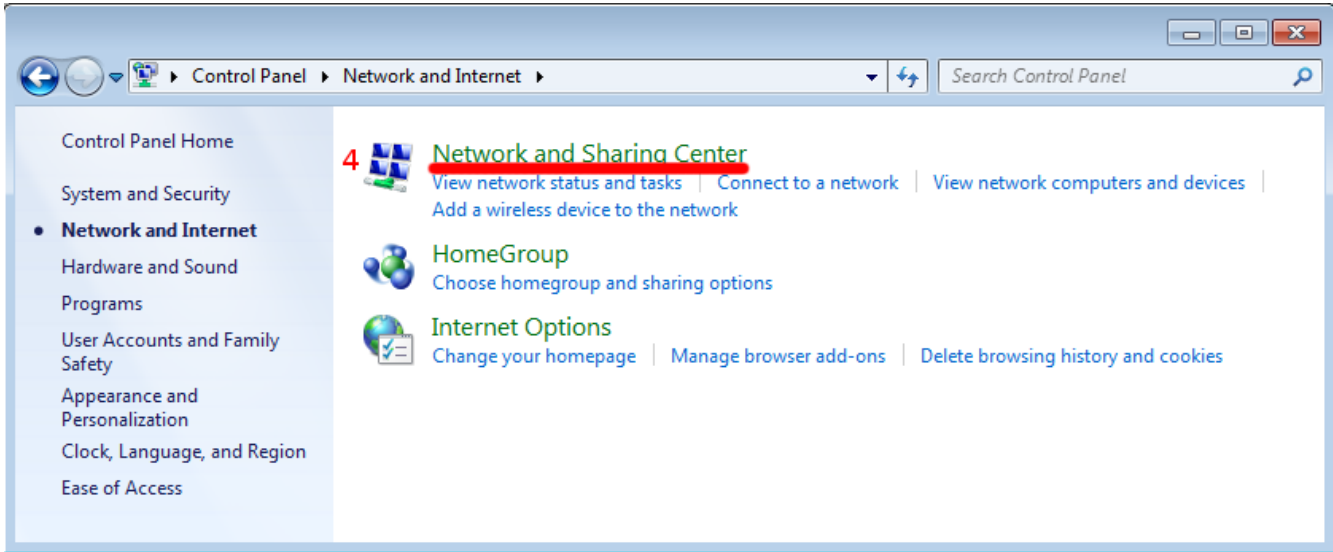 Control Panel Network and Internet
Search Control Panel
Control Panel Home
System and Security
Network and Internet
Hardware and Sound
Programs
User Accounts and Family
Safety
Appearance and
Personalization
Clock, Language, and Region
Ease of Access
4 Network and Sharing Center
View network status and tasks Connect to a network View network computers and devices
Add a wireless device to the network
HomeGroup
Choose homegroup and sharing options
Internet Options
Change your homepage Manage browser add-ons Delete browsing history and cookies